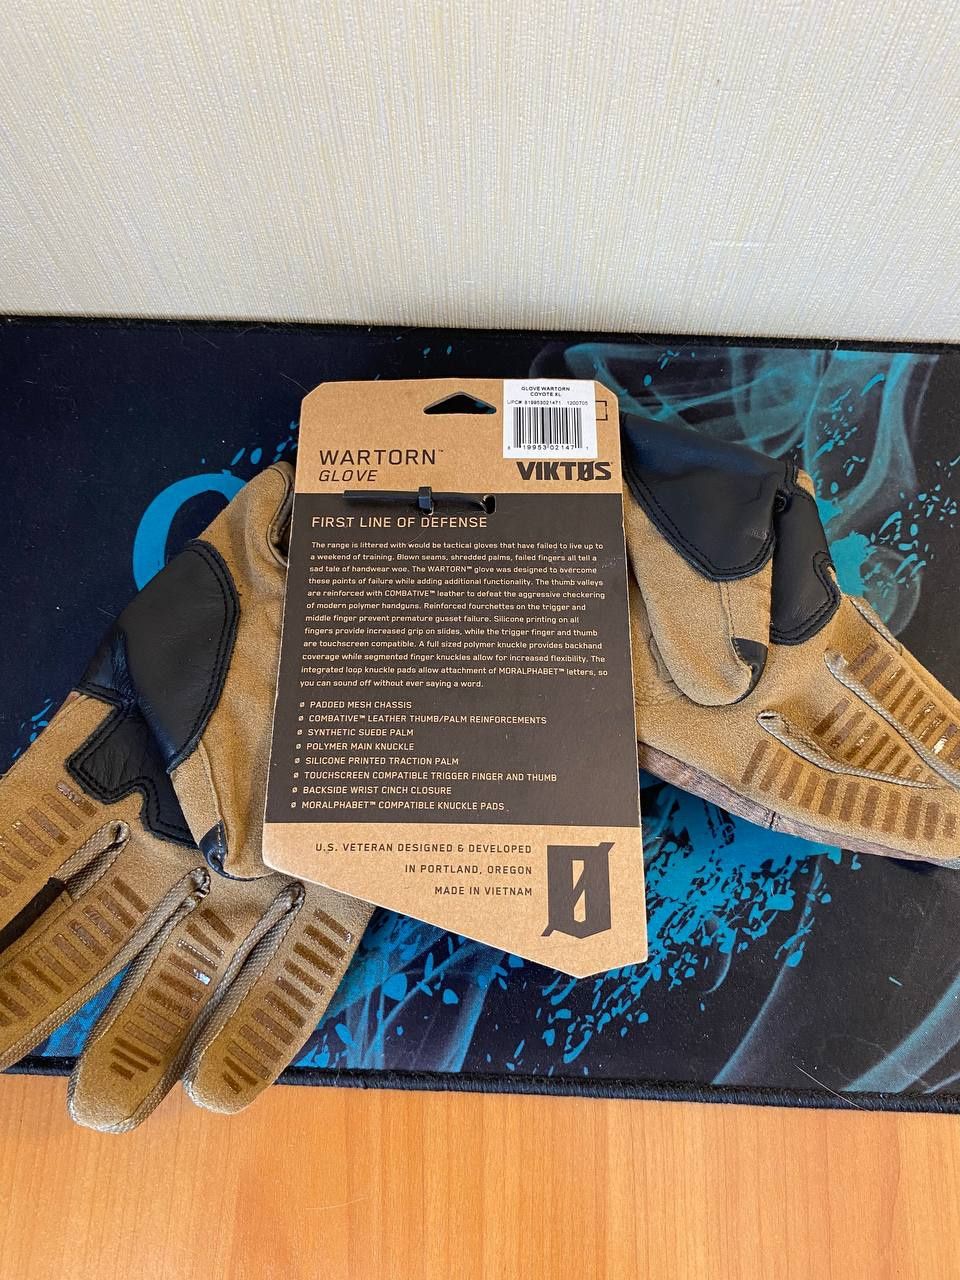 GLOVE WARTORN
COYOTE XL
UPC# 819953021471 1200705
8 19953 02147 1
WARTORN™
GLOVE
VIKTØS
FIRST LINE OF DEFENSE
The range is littered with would be tactical gloves that have failed to live up to
a weekend of training. Blown seams, shredded palms, failed fingers all tell a
sad tale of handwear woe. The WARTORN™ glove was designed to overcome
these points of failure while adding additional functionality. The thumb valleys
are reinforced with COMBATIVE™ leather to defeat the aggressive checkering
of modern polymer handguns. Reinforced fourchettes on the trigger and
middle finger prevent premature gusset failure. Silicone printing on all
fingers provide increased grip on slides, while the trigger finger and thumb
are touchscreen compatible. A full sized polymer knuckle provides backhand
coverage while segmented finger knuckles allow for increased flexibility. The
integrated loop knuckle pads allow attachment of MORALPHABET™ letters, so
you can sound off without ever saying a word.
Ø PADDED MESH CHASSIS
Ø COMBATIVE™ LEATHER THUMB/PALM REINFORCEMENTS
Ø SYNTHETIC SUEDE PALM
Ø POLYMER MAIN KNUCKLE
Ø SILICONE PRINTED TRACTION PALM
Ø TOUCHSCREEN COMPATIBLE TRIGGER FINGER AND THUMB
Ø BACKSIDE WRIST CINCH CLOSURE
Ø MORALPHABET™ COMPATIBLE KNUCKLE PADS
U.S. VETERAN DESIGNED & DEVELOPED
IN PORTLAND, OREGON
MADE IN VIETNAM
Ø